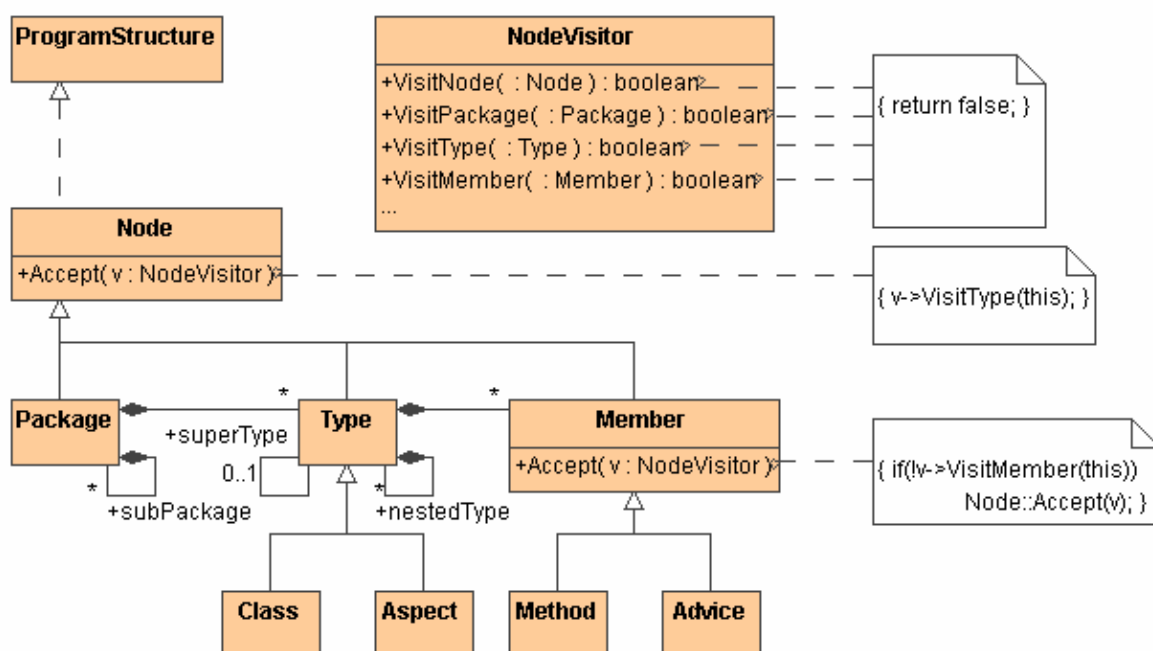 ProgramStructure
NodeVisitor
+VisitNode( : Node ) : boolean
+VisitPackage( : Package ) : boolean
+VisitType( : Type ) : boolean
+VisitMember( : Member ) : boolean
...
{ return false; }
Node
+Accept( v : NodeVisitor )
{ v->VisitType(this); }
Package
*
Type
*
Member
+Accept( v : NodeVisitor )
{ if(!v->VisitMember(this))
Node::Accept(v); }
+superType
0..1
*
+subPackage
*
+nestedType
Class
Aspect
Method
Advice